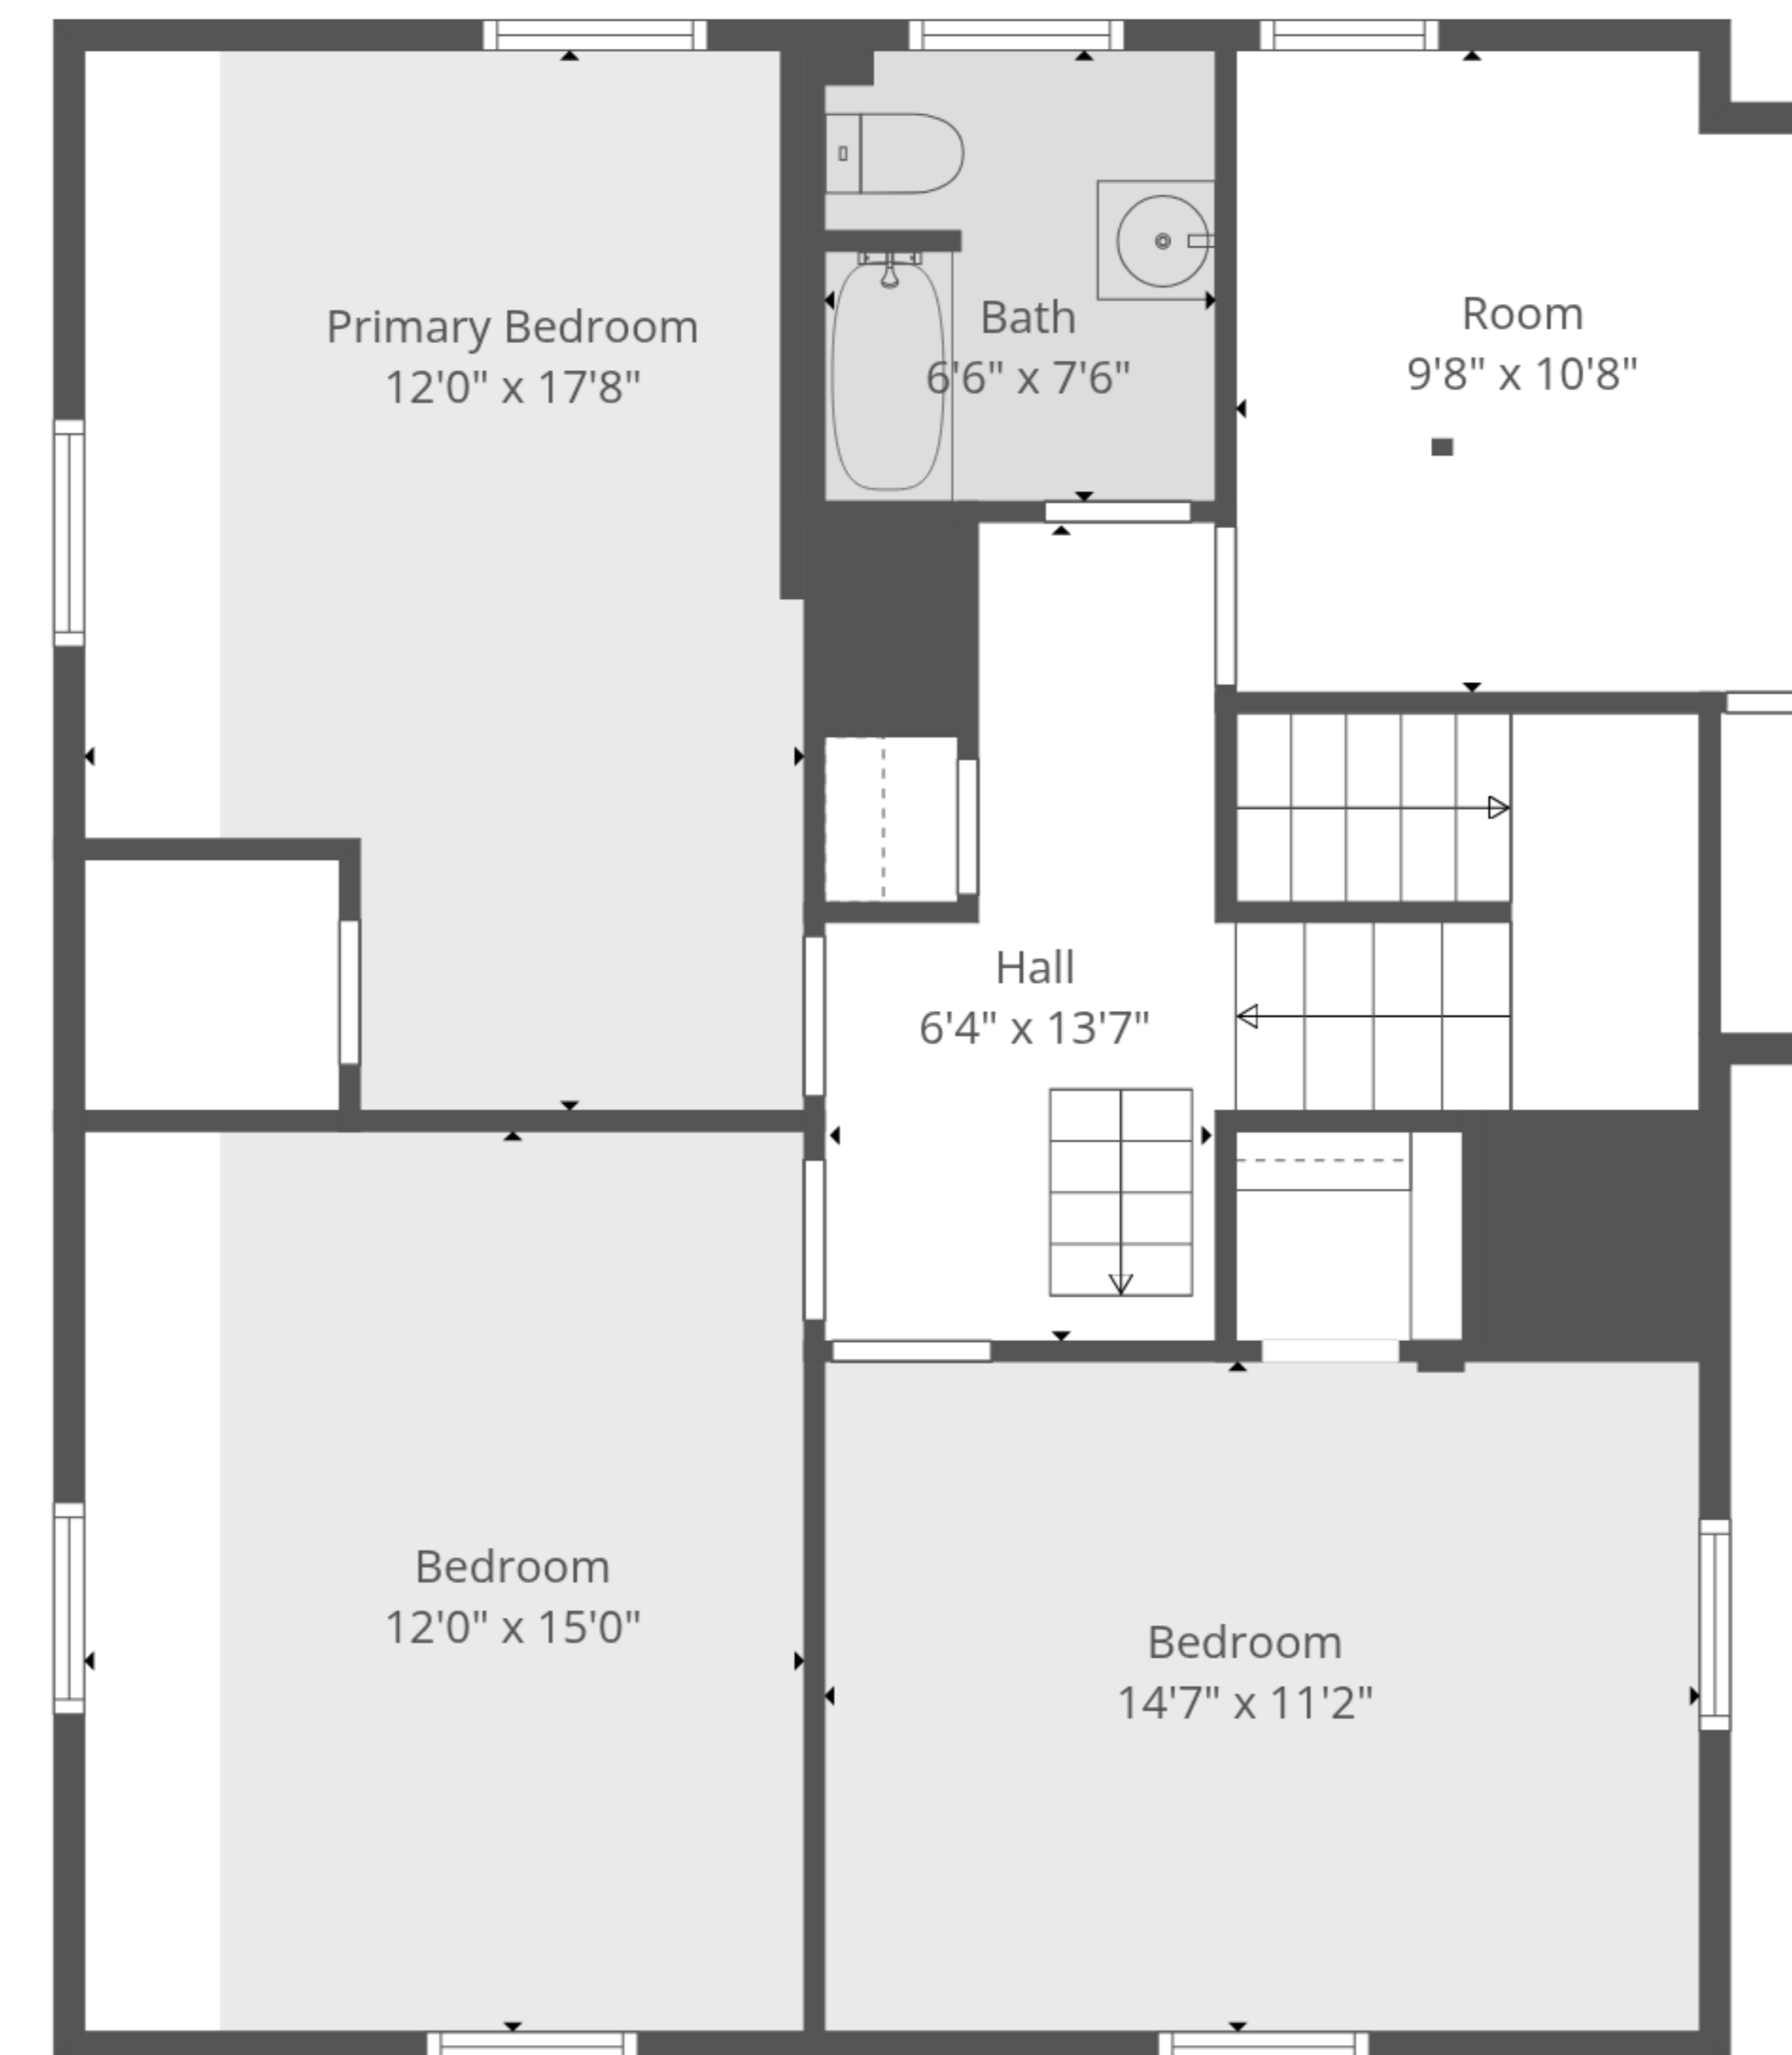 Primary Bedroom
12'0" x 17'8"
Bath
6'6" x 7'6"
Room
9'8" x 10'8"
Hall
6'4" x 13'7"
Bedroom
12'0" x 15'0"
Bedroom
14'7" x 11'2"